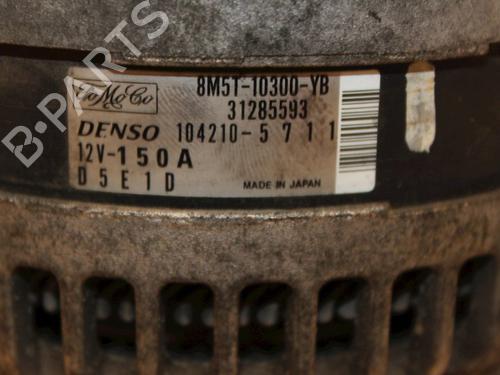 B-PARTS
FoMoCo
8M5T-10300-YB
31285593
DENSO 104210-5711
12V-150A
D5E1D
MADE IN JAPAN